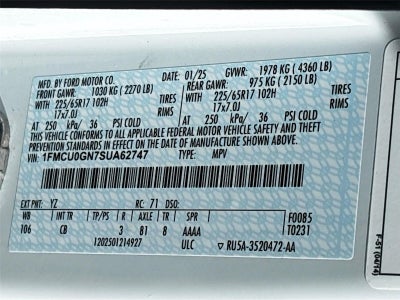 MFD. BY FORD MOTOR CO.
DATE: 01/25 GVWR: 1978 KG ( 4360 LB)
FRONT GAWR: 1030 KG ( 2270 LB) REAR GAWR: 975 KG ( 2150 LB)
225/65R17 102H TIRES 225/65R17 102H TIRES
17x7.0J RIMS 17x7.0J RIMS
AT 250 kPa/ 36 PSI COLD AT 250 kPa/ 36 PSI COLD
THIS VEHICLE CONFORMS TO ALL APPLICABLE FEDERAL MOTOR VEHICLE SAFETY, BUMPER, AND THEFT
PREVENTION STANDARDS IN EFFECT ON THE DATE OF MANUFACTURE SHOWN ABOVE.
VIN: 1FMCU0GN7SUA62747 TYPE: MPV
EXT PNT: YZ RC: 71 DSO:
WB INT TR TP/PS R AXLE TR SPR F0085
106 CB 3 B1 8 AAAA T0231
1202501214927 ULC RU5A-3520472-AA
F-51 (04/14)